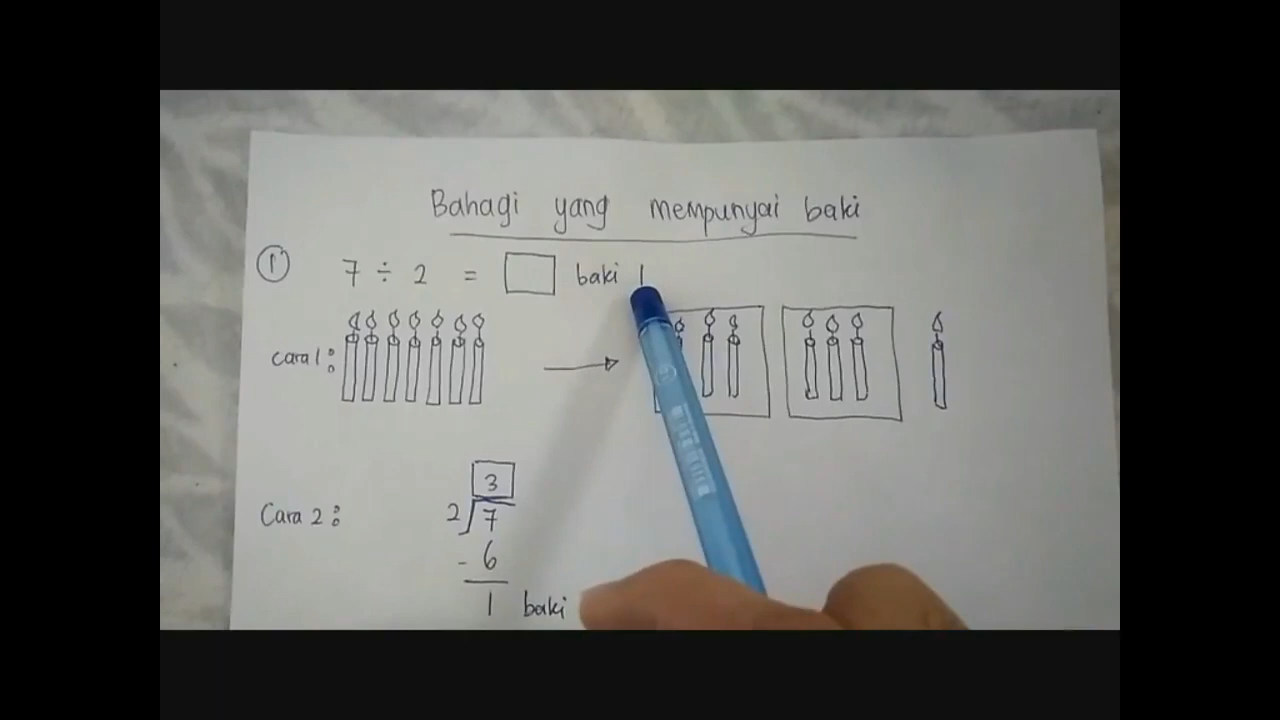 Bahagi yang mempunyai baki
1 7 ÷ 2 = baki 1
Cara 1:
Cara 2:
3
2 7
- 6
1 baki